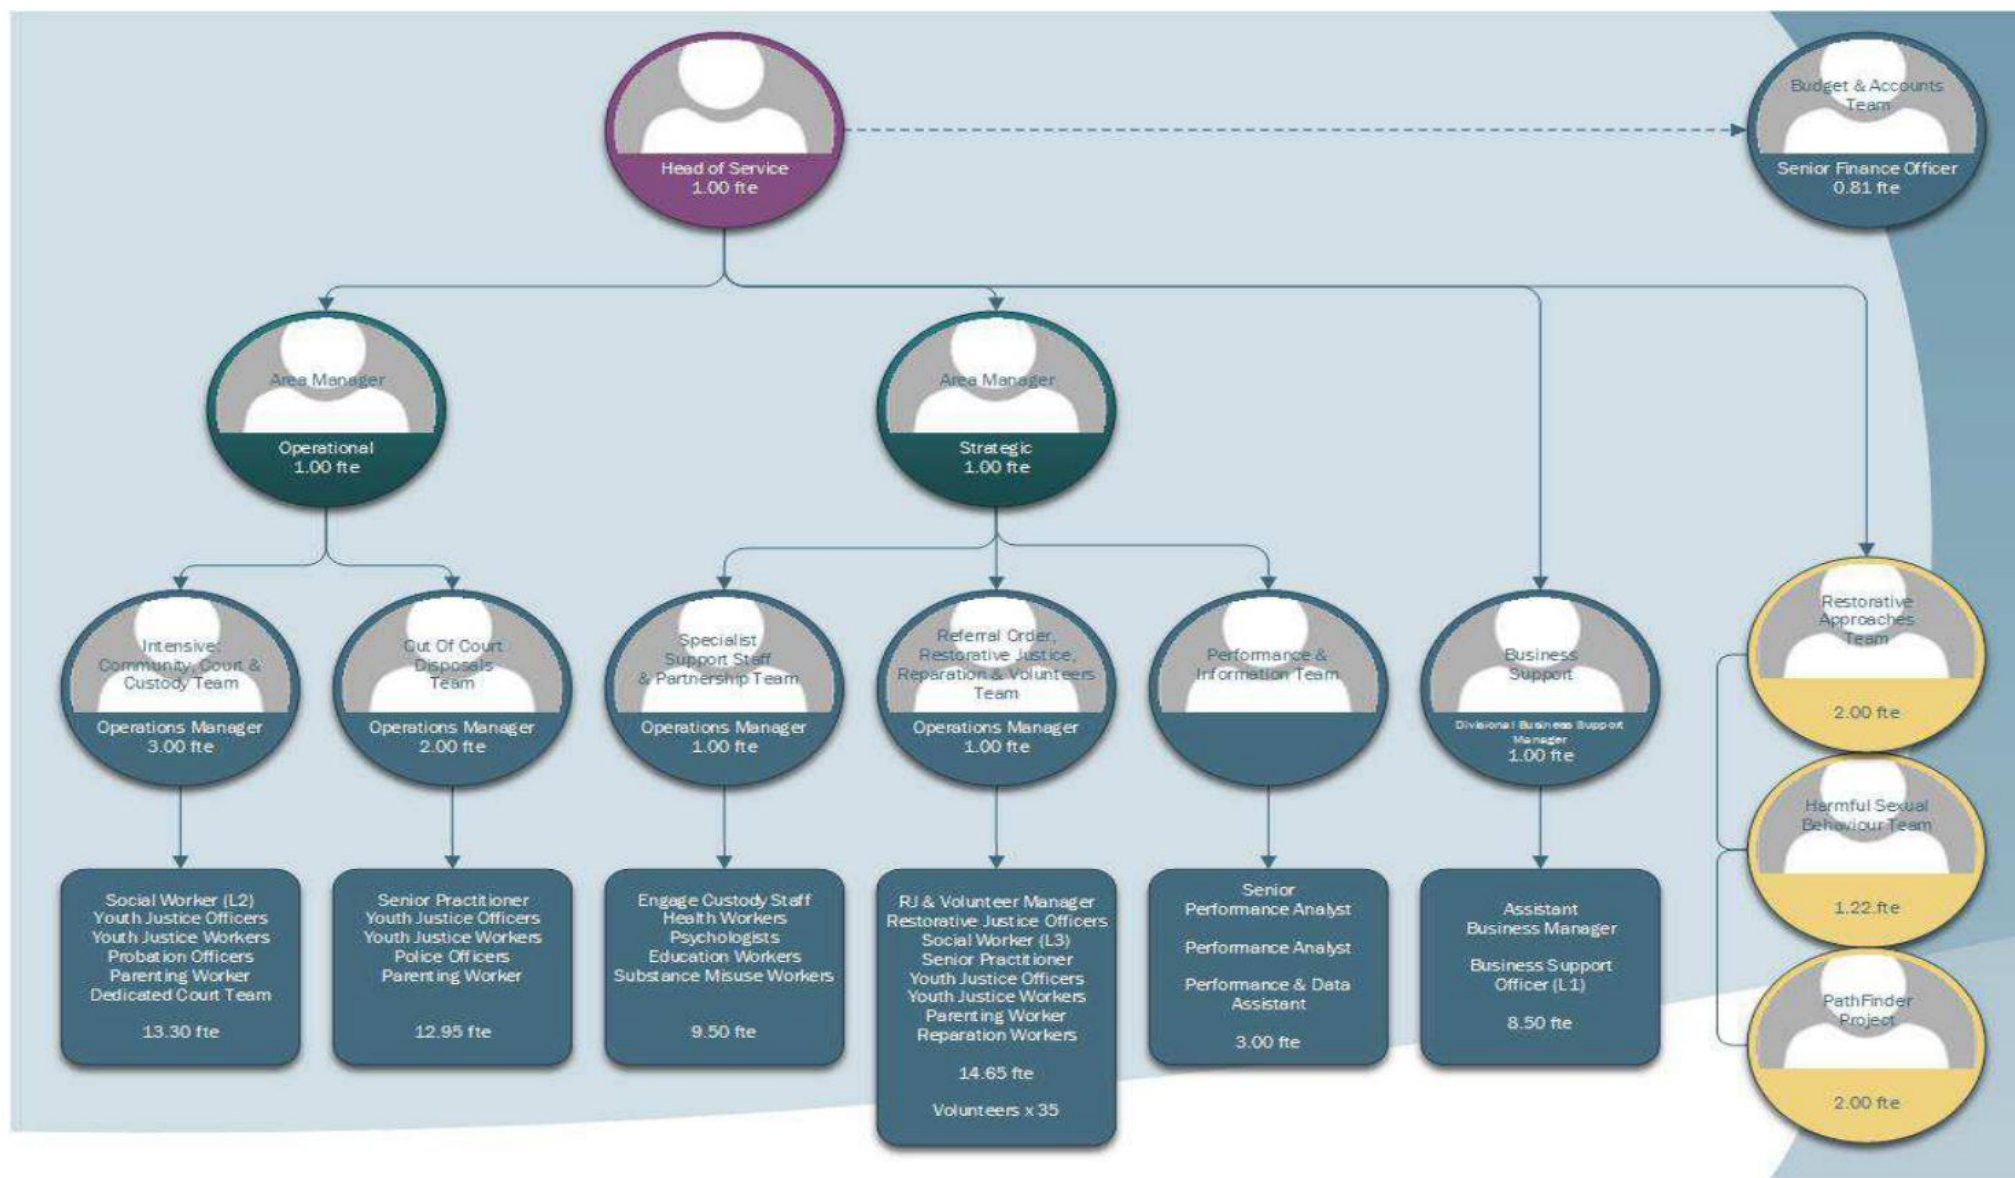 Head of Service
1.00 fte
Budget & Accounts
Team
Senior Finance Officer
0.81 fte
Area Manager
Operational
1.00 fte
Area Manager
Strategic
1.00 fte
Intensive:
Community, Court &
Custody Team
Operations Manager
3.00 fte
Out Of Court
Disposals
Team
Operations Manager
2.00 fte
Specialist
Support Staff
& Partnership Team
Operations Manager
1.00 fte
Referral Order,
Restorative Justice,
Reparation & Volunteers
Team
Operations Manager
1.00 fte
Performance &
Information Team
Business
Support
Divisional Business Support
Manager
1.00 fte
Restorative
Approaches
Team
2.00 fte
Harmful Sexual
Behaviour Team
1.22 fte
PathFinder
Project
2.00 fte
Social Worker (L2)
Youth Justice Officers
Youth Justice Workers
Probation Officers
Parenting Worker
Dedicated Court Team
13.30 fte
Senior Practitioner
Youth Justice Officers
Youth Justice Workers
Police Officers
Parenting Worker
12.95 fte
Engage Custody Staff
Health Workers
Psychologists
Education Workers
Substance Misuse Workers
9.50 fte
RJ & Volunteer Manager
Restorative Justice Officers
Social Worker (L3)
Senior Practitioner
Youth Justice Officers
Youth Justice Workers
Parenting Worker
Reparation Workers
14.65 fte
Volunteers x 35
Senior
Performance Analyst
Performance Analyst
Performance & Data
Assistant
3.00 fte
Assistant
Business Manager
Business Support
Officer (L1)
8.50 fte